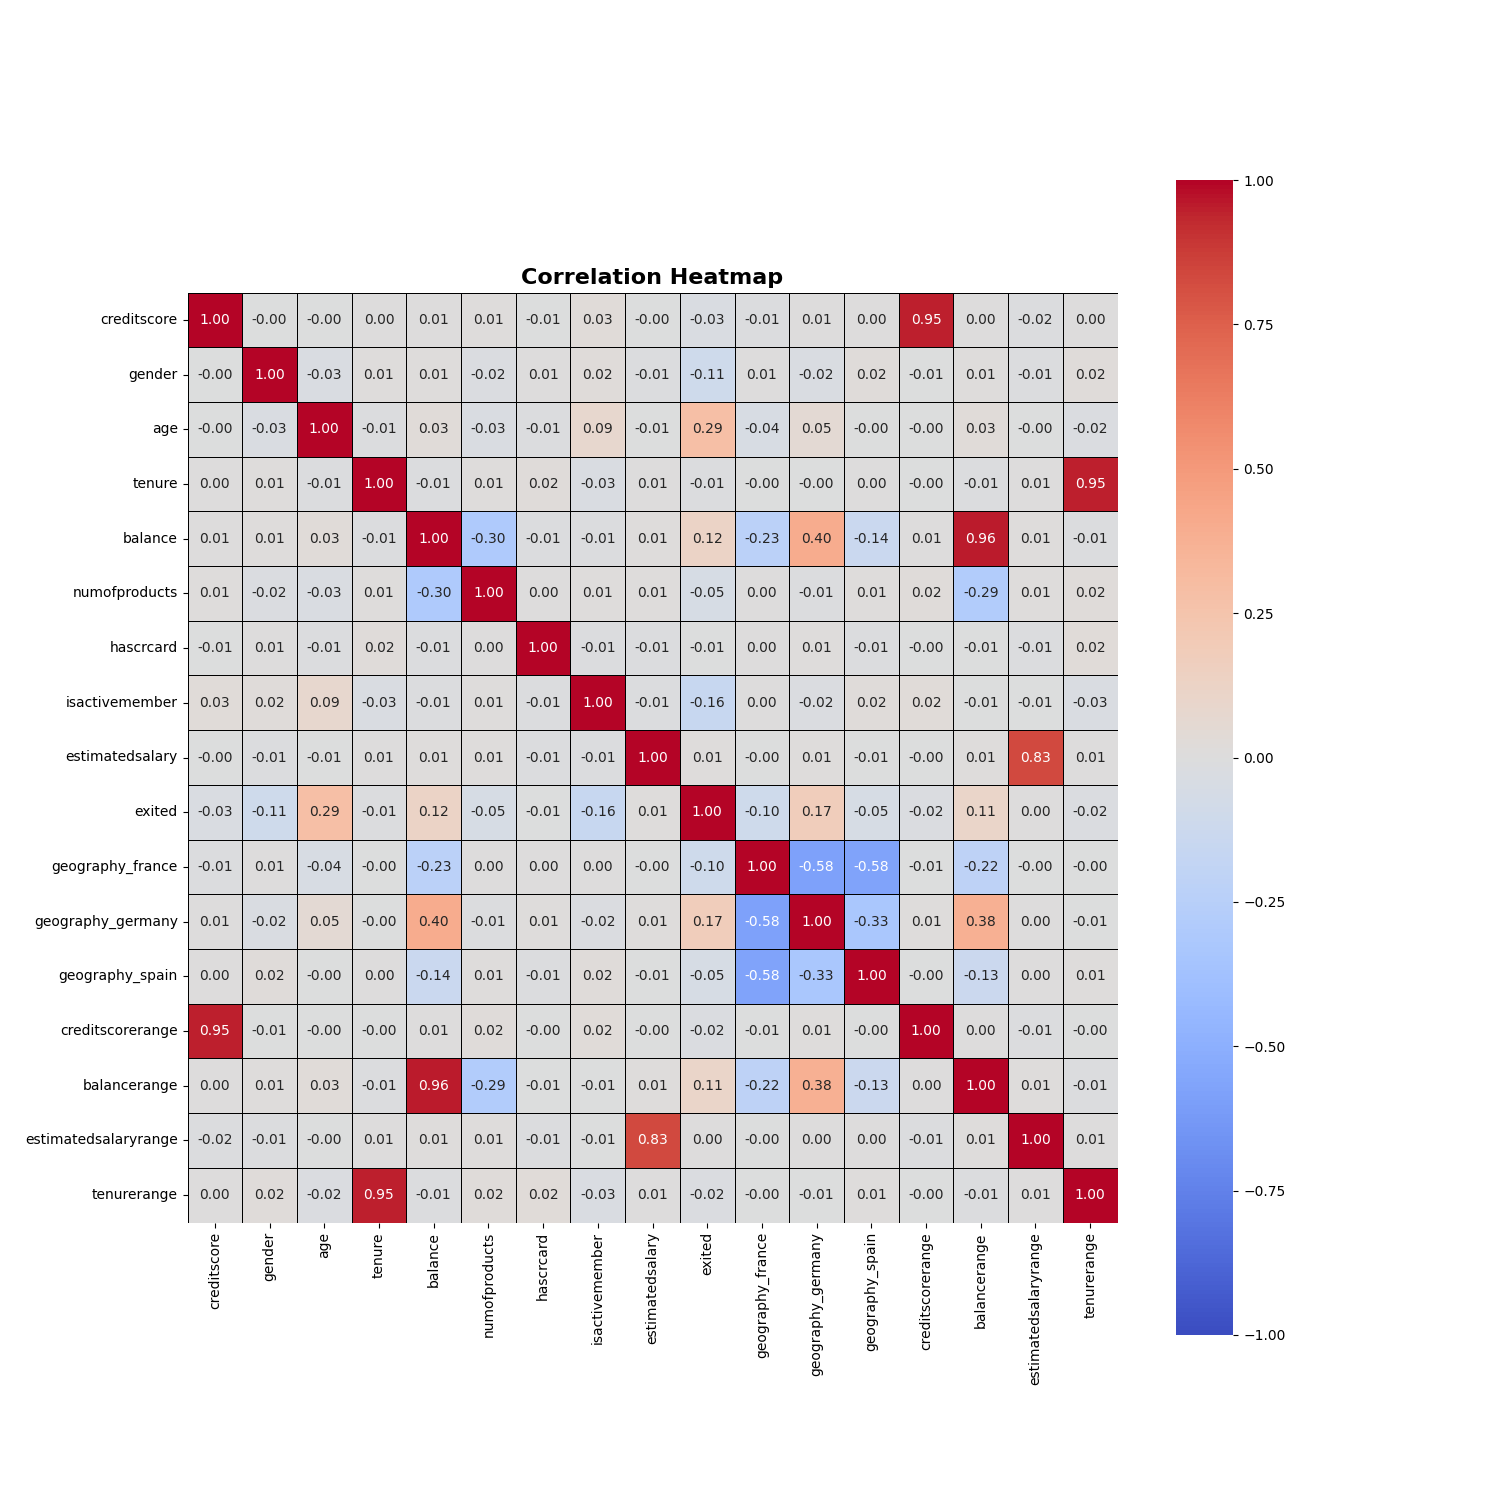 Correlation Heatmap
creditscore 1.00 -0.00 -0.00 0.00 0.01 0.01 -0.01 0.03 -0.00 -0.03 -0.01 0.01 0.00 0.95 0.00 -0.02 0.00
gender -0.00 1.00 -0.03 0.01 0.01 -0.02 0.01 0.02 -0.01 -0.11 0.01 -0.02 0.02 -0.01 0.01 -0.01 0.02
age -0.00 -0.03 1.00 -0.01 0.03 -0.03 -0.01 0.09 -0.01 0.29 -0.04 0.05 -0.00 -0.00 0.03 -0.00 -0.02
tenure 0.00 0.01 -0.01 1.00 -0.01 0.01 0.02 -0.03 0.01 -0.01 -0.00 -0.00 0.00 -0.00 -0.01 0.01 0.95
balance 0.01 0.01 0.03 -0.01 1.00 -0.30 -0.01 -0.01 0.01 0.12 -0.23 0.40 -0.14 0.01 0.96 0.01 -0.01
numofproducts 0.01 -0.02 -0.03 0.01 -0.30 1.00 0.00 0.01 0.01 -0.05 0.00 -0.01 0.01 0.02 -0.29 0.01 0.02
hascrcard -0.01 0.01 -0.01 0.02 -0.01 0.00 1.00 -0.01 -0.01 -0.01 0.00 0.01 -0.01 -0.00 -0.01 -0.01 0.02
isactivemember 0.03 0.02 0.09 -0.03 -0.01 0.01 -0.01 1.00 -0.01 -0.16 0.00 -0.02 0.02 0.02 -0.01 -0.01 -0.03
estimatedsalary -0.00 -0.01 -0.01 0.01 0.01 0.01 -0.01 -0.01 1.00 0.01 -0.00 0.01 -0.01 -0.00 0.01 0.83 0.01
exited -0.03 -0.11 0.29 -0.01 0.12 -0.05 -0.01 -0.16 0.01 1.00 -0.10 0.17 -0.05 -0.02 0.11 0.00 -0.02
geography_france -0.01 0.01 -0.04 -0.00 -0.23 0.00 0.00 0.00 -0.00 -0.10 1.00 -0.58 -0.58 -0.01 -0.22 -0.00 -0.00
geography_germany 0.01 -0.02 0.05 -0.00 0.40 -0.01 0.01 -0.02 0.01 0.17 -0.58 1.00 -0.33 0.01 0.38 0.00 -0.01
geography_spain 0.00 0.02 -0.00 0.00 -0.14 0.01 -0.01 0.02 -0.01 -0.05 -0.58 -0.33 1.00 -0.00 -0.13 0.00 0.01
creditscorerange 0.95 -0.01 -0.00 -0.00 0.01 0.02 -0.00 0.02 -0.00 -0.02 -0.01 0.01 -0.00 1.00 0.00 -0.01 -0.00
balancerange 0.00 0.01 0.03 -0.01 0.96 -0.29 -0.01 -0.01 0.01 0.11 -0.22 0.38 -0.13 0.00 1.00 0.01 -0.01
estimatedsalaryrange -0.02 -0.01 -0.00 0.01 0.01 0.01 -0.01 -0.01 0.83 0.00 -0.00 0.00 0.00 -0.01 0.01 1.00 0.01
tenurerange 0.00 0.02 -0.02 0.95 -0.01 0.02 0.02 -0.03 0.01 -0.02 -0.00 -0.01 0.01 -0.00 -0.01 0.01 1.00
creditscore
gender
age
tenure
balance
numofproducts
hascrcard
isactivemember
estimatedsalary
exited
geography_france
geography_germany
geography_spain
creditscorerange
balancerange
estimatedsalaryrange
tenurerange
1.00
0.75
0.50
0.25
0.00
−0.25
−0.50
−0.75
−1.00